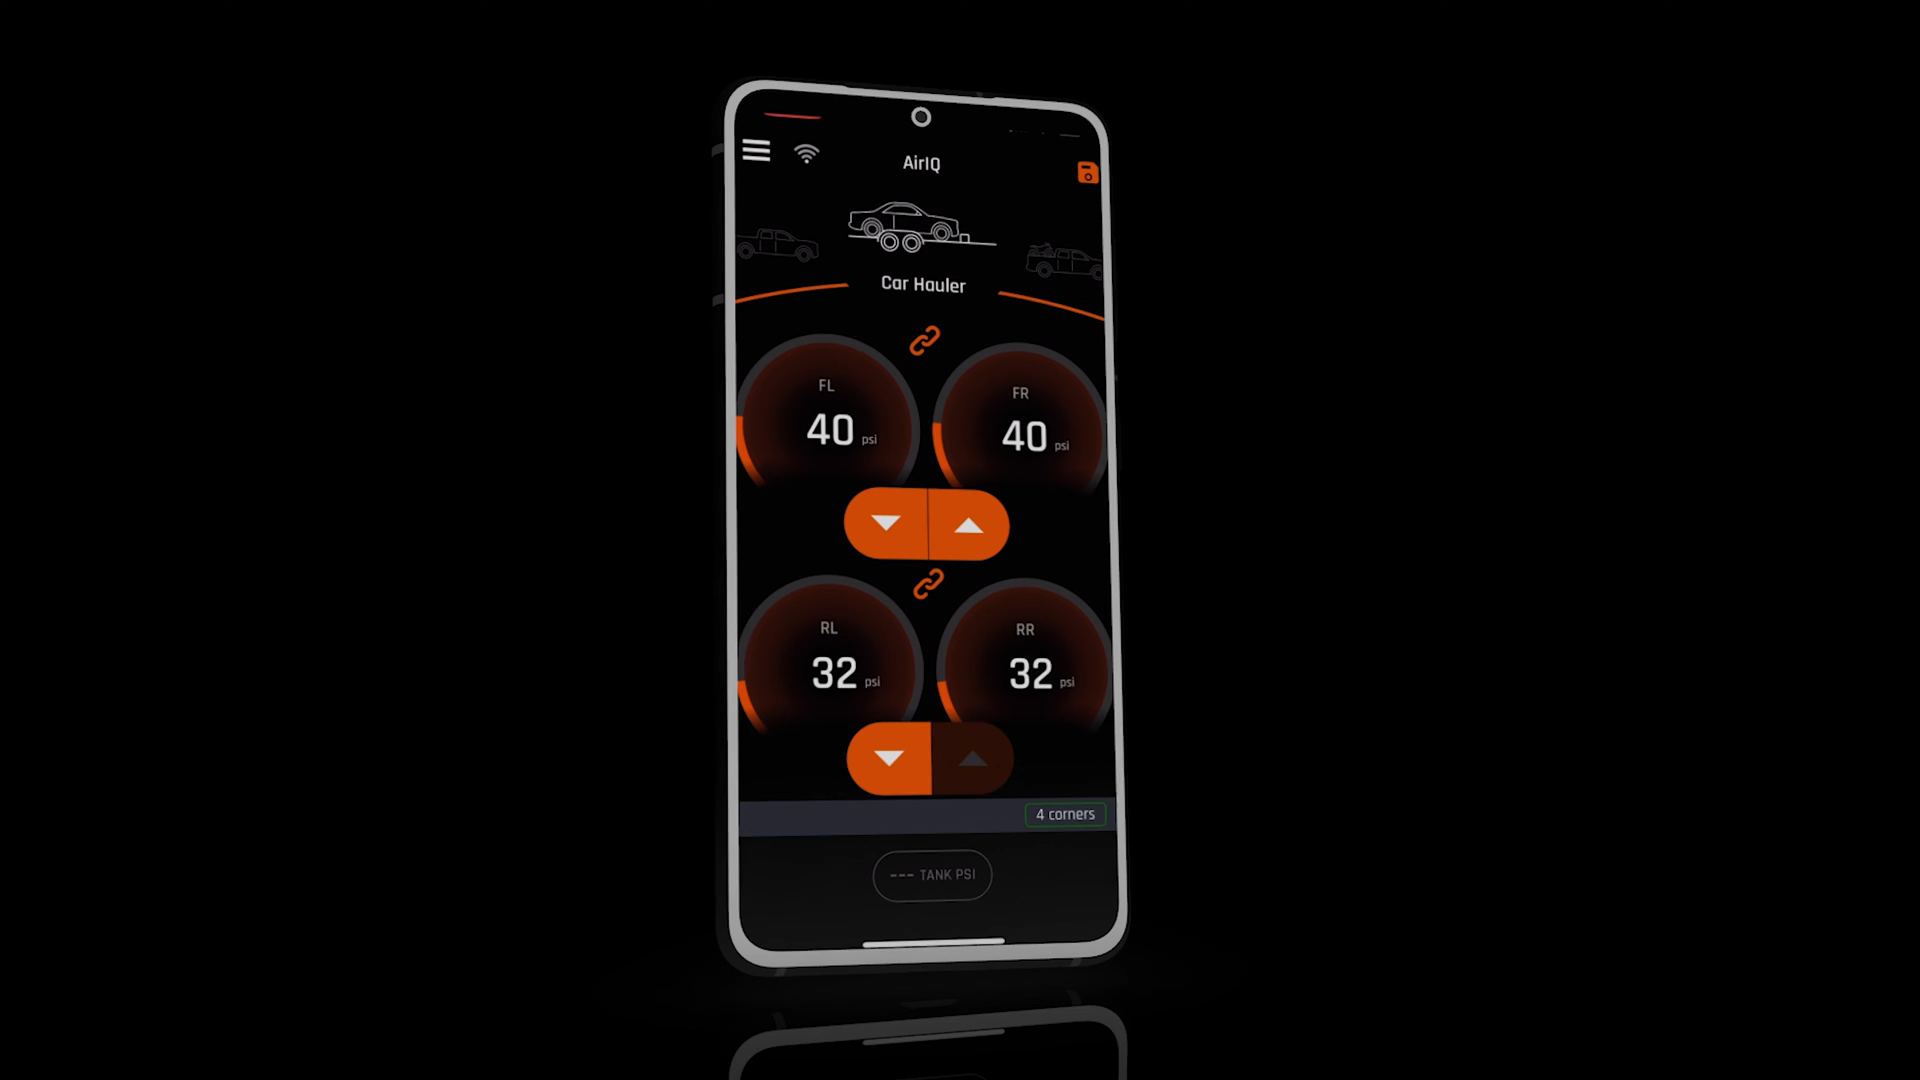 AirIQ
Car Hauler
FL
40 psi
FR
40 psi
RL
32 psi
RR
32 psi
4 corners
--- TANK PSI